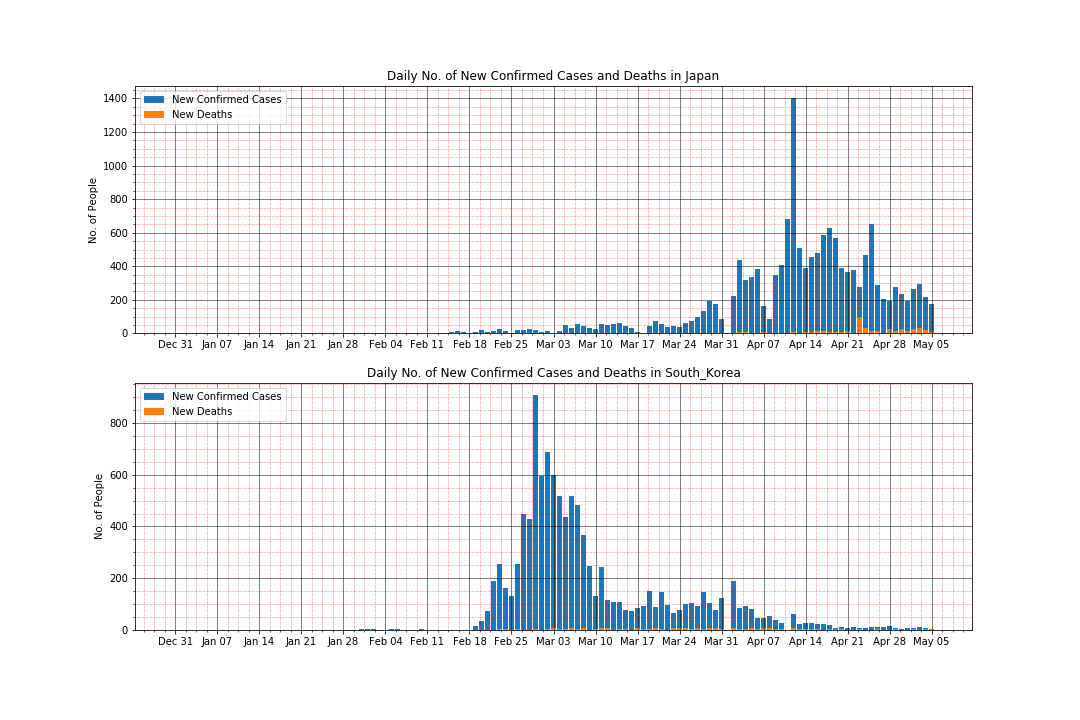 Daily No. of New Confirmed Cases and Deaths in Japan
New Confirmed Cases
New Deaths
No. of People
1400
1200
1000
800
600
400
200
0
Dec 31 Jan 07 Jan 14 Jan 21 Jan 28 Feb 04 Feb 11 Feb 18 Feb 25 Mar 03 Mar 10 Mar 17 Mar 24 Mar 31 Apr 07 Apr 14 Apr 21 Apr 28 May 05
Daily No. of New Confirmed Cases and Deaths in South_Korea
New Confirmed Cases
New Deaths
No. of People
800
600
400
200
0
Dec 31 Jan 07 Jan 14 Jan 21 Jan 28 Feb 04 Feb 11 Feb 18 Feb 25 Mar 03 Mar 10 Mar 17 Mar 24 Mar 31 Apr 07 Apr 14 Apr 21 Apr 28 May 05